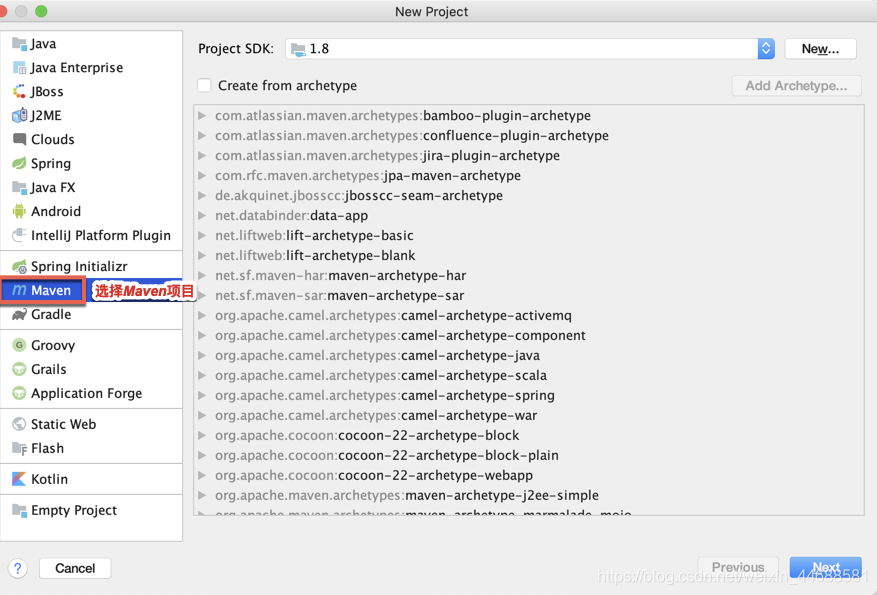 New Project
Java
Java Enterprise
JBoss
J2ME
Clouds
Spring
Java FX
Android
IntelliJ Platform Plugin
Spring Initializr
Maven
选择Maven项目
Gradle
Groovy
Grails
Application Forge
Static Web
Flash
Kotlin
Empty Project
Project SDK: 1.8 New...
Create from archetype Add Archetype...
com.atlassian.maven.archetypes:bamboo-plugin-archetype
com.atlassian.maven.archetypes:confluence-plugin-archetype
com.atlassian.maven.archetypes:jira-plugin-archetype
com.rfc.maven.archetypes:jpa-maven-archetype
de.akquinet.jbosscc:jbosscc-seam-archetype
net.databinder:data-app
net.liftweb:lift-archetype-basic
net.liftweb:lift-archetype-blank
net.sf.maven-har:maven-archetype-har
net.sf.maven-sar:maven-archetype-sar
org.apache.camel.archetypes:camel-archetype-activemq
org.apache.camel.archetypes:camel-archetype-component
org.apache.camel.archetypes:camel-archetype-java
org.apache.camel.archetypes:camel-archetype-scala
org.apache.camel.archetypes:camel-archetype-spring
org.apache.camel.archetypes:camel-archetype-war
org.apache.cocoon:cocoon-22-archetype-block
org.apache.cocoon:cocoon-22-archetype-block-plain
org.apache.cocoon:cocoon-22-archetype-webapp
org.apache.maven.archetypes:maven-archetype-j2ee-simple
org.apache.maven.archetypes:maven-archetype-marmalade-mojo
? Cancel Previous Next
https://blog.csdn.net/weixin_44688581